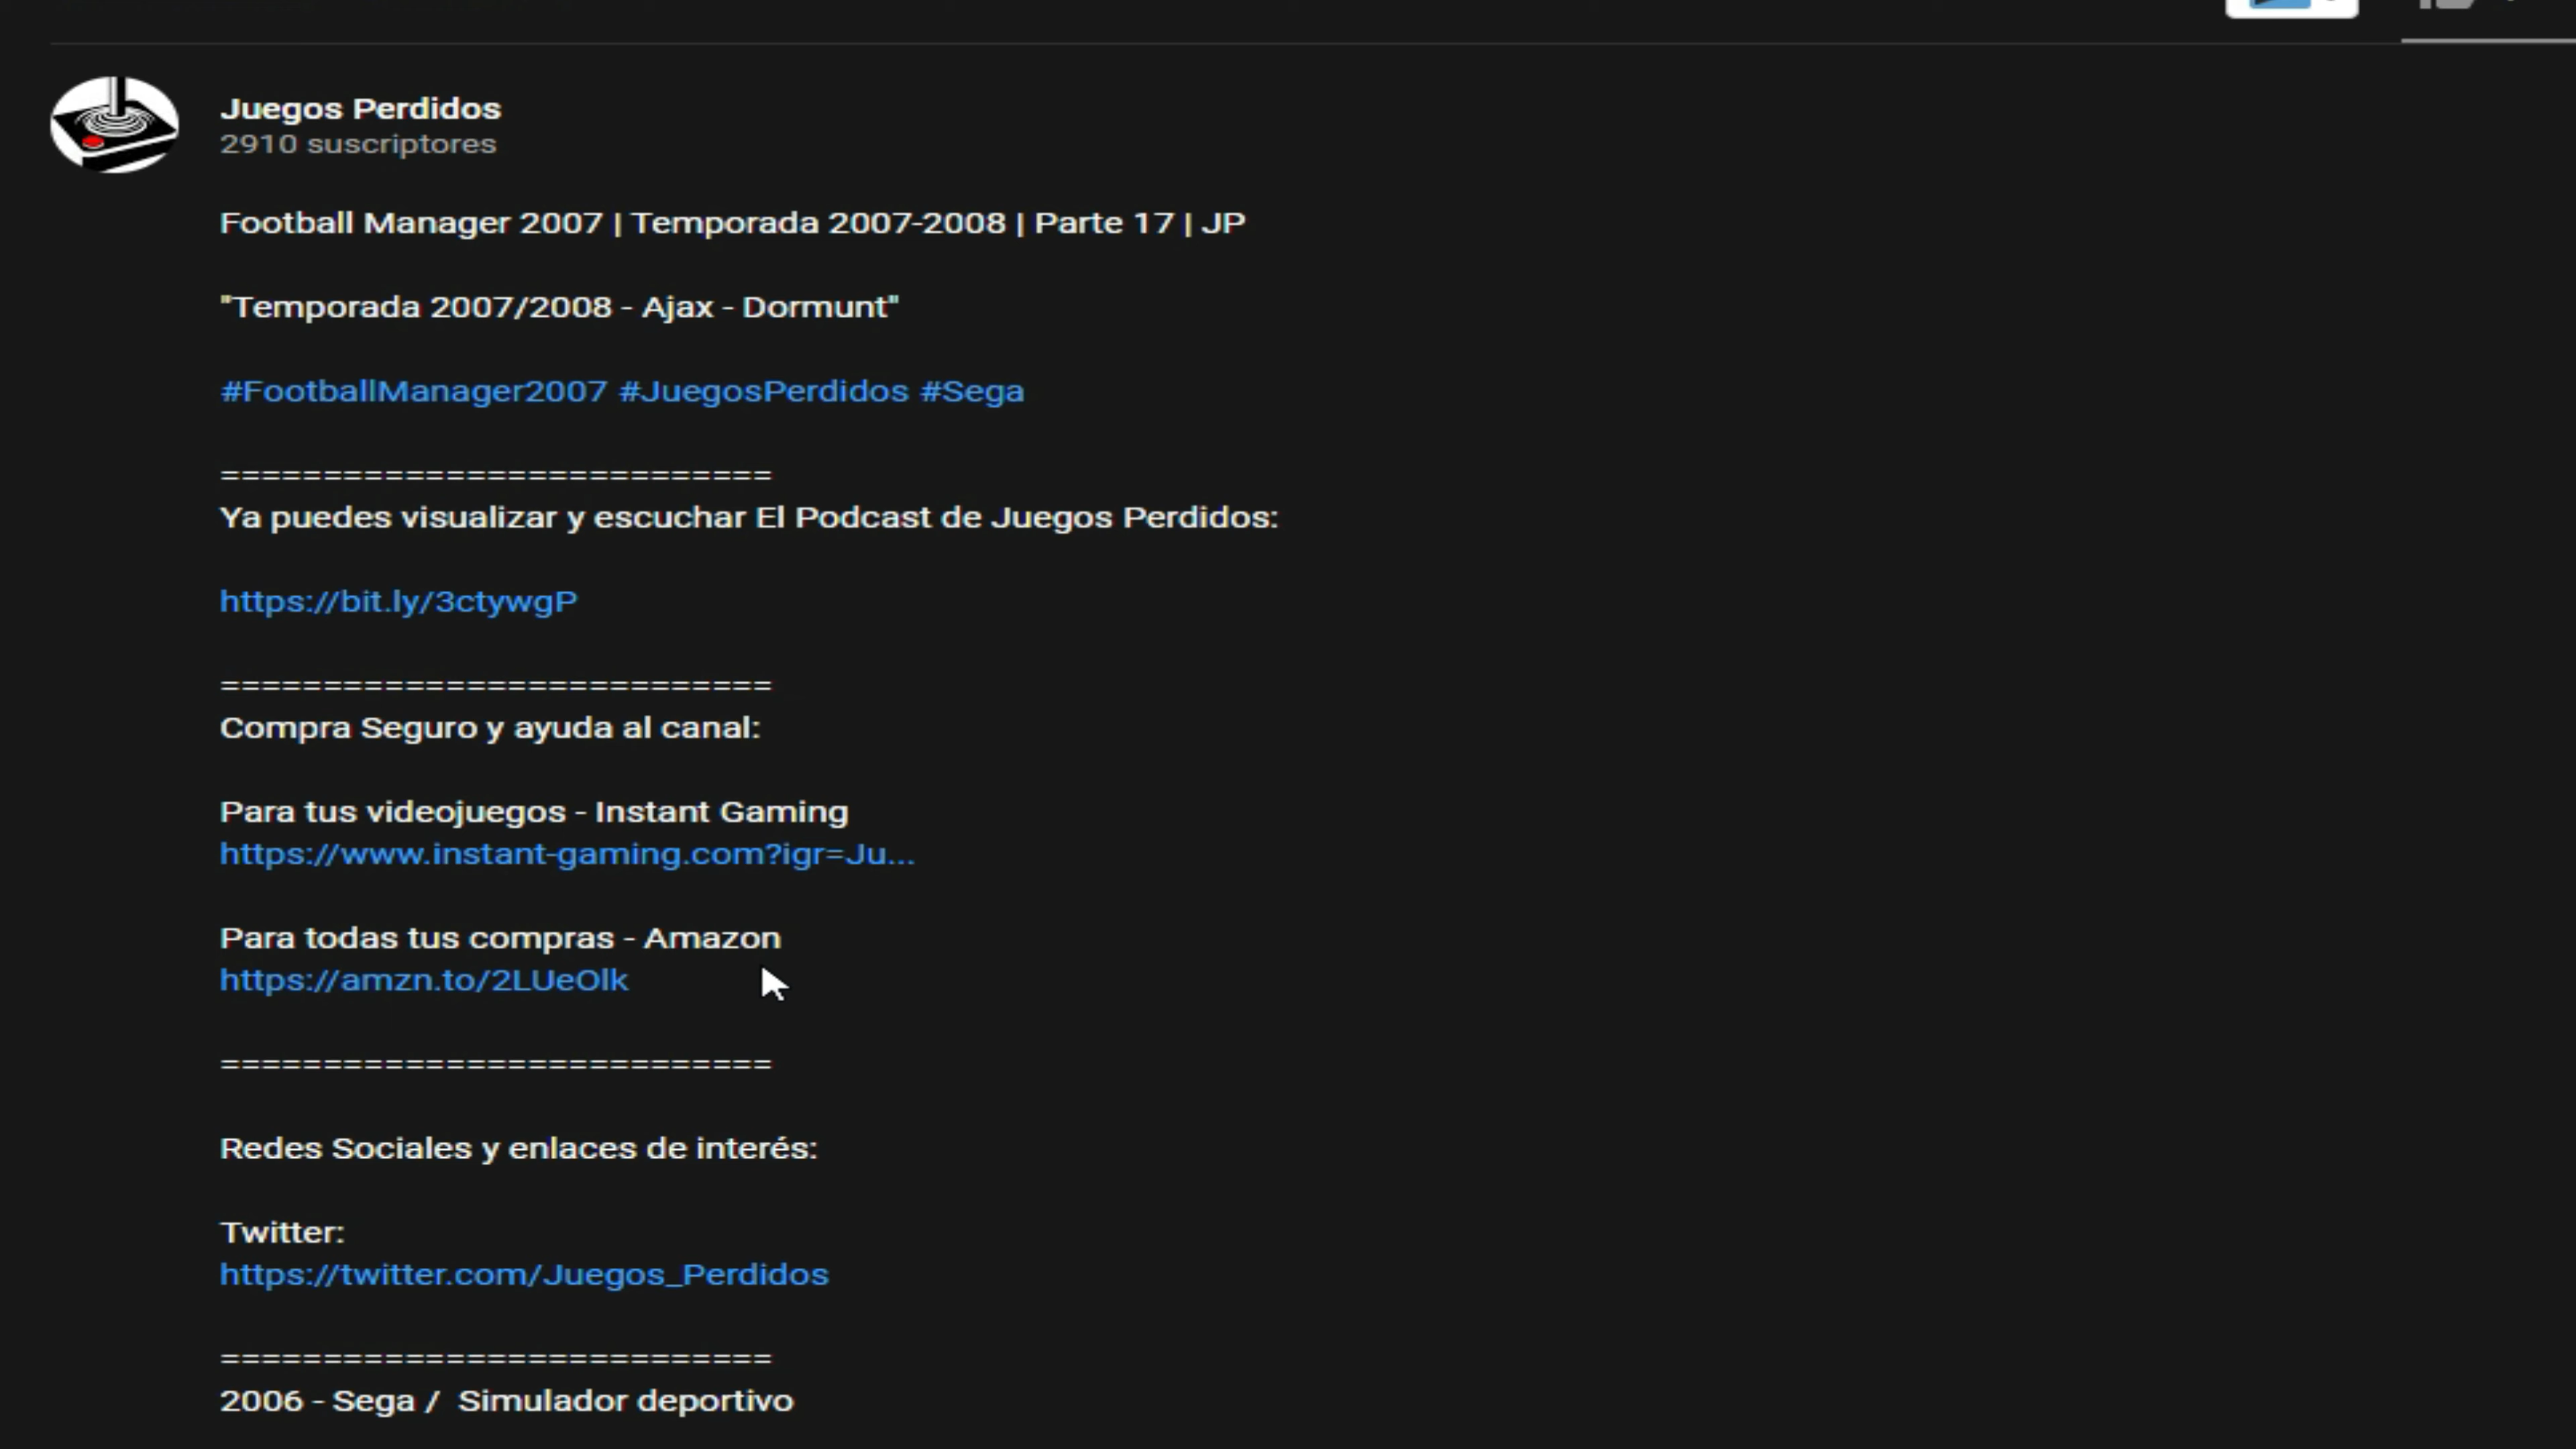 Juegos Perdidos
2910 suscriptores
Football Manager 2007 | Temporada 2007-2008 | Parte 17 | JP
"Temporada 2007/2008 - Ajax - Dormunt"
#FootballManager2007 #JuegosPerdidos #Sega
===========================
Ya puedes visualizar y escuchar El Podcast de Juegos Perdidos:
https://bit.ly/3ctywgP
===========================
Compra Seguro y ayuda al canal:
Para tus videojuegos - Instant Gaming
https://www.instant-gaming.com?igr=Ju...
Para todas tus compras - Amazon
https://amzn.to/2LUeOlk
===========================
Redes Sociales y enlaces de interés:
Twitter:
https://twitter.com/Juegos_Perdidos
===========================
2006 - Sega /  Simulador deportivo